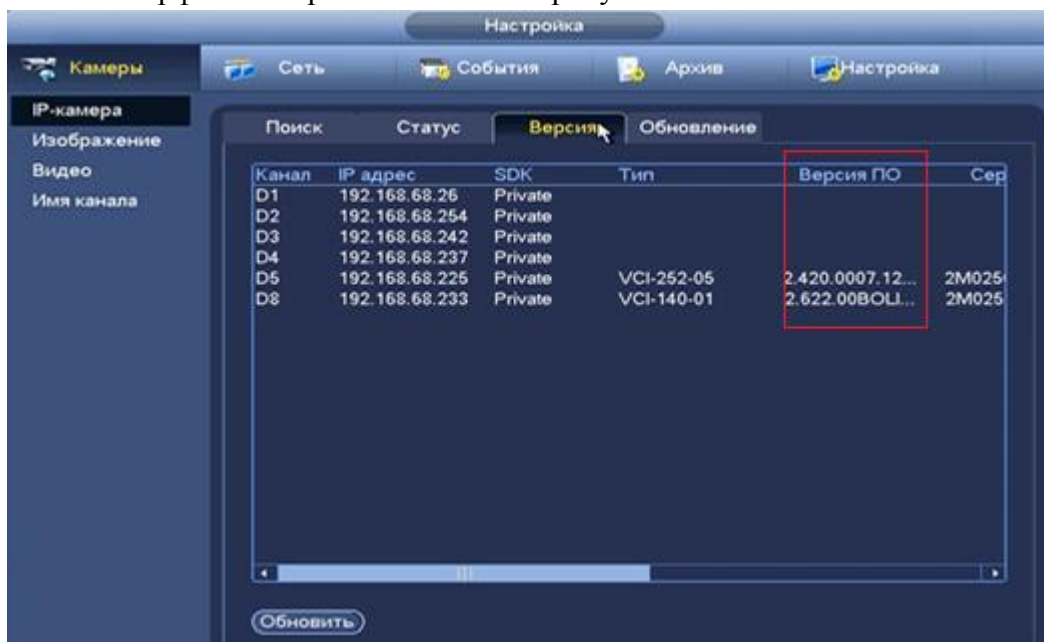 Настройка
Камеры Сеть События Архив Настройка
IP-камера
Изображение
Видео
Имя канала
Поиск Статус Версия Обновление
Канал IP адрес SDK Тип Версия ПО Сер
D1 192.168.68.26 Private
D2 192.168.68.254 Private
D3 192.168.68.242 Private
D4 192.168.68.237 Private
D5 192.168.68.225 Private VCI-252-05 2.420.0007.12... 2M025
D8 192.168.68.233 Private VCI-140-01 2.622.00BOLI... 2M025
Обновить